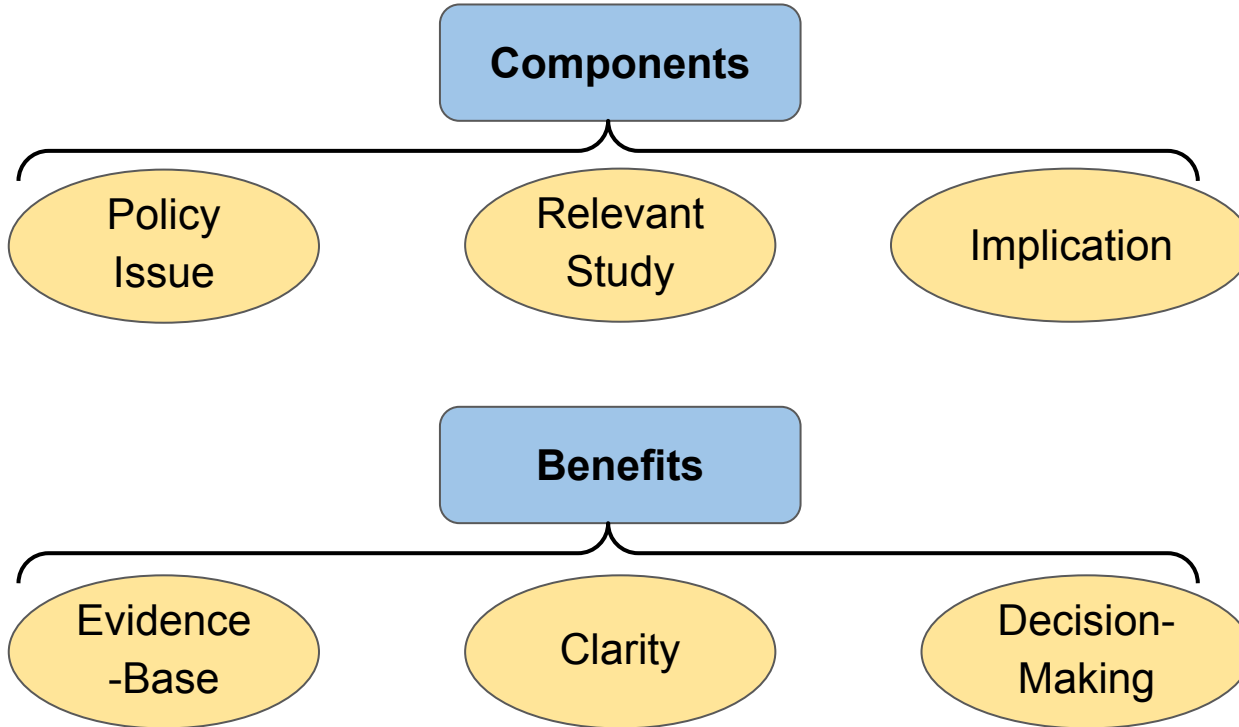 Components
Policy
Issue
Relevant
Study
Implication
Benefits
Evidence
-Base
Clarity
Decision-
Making